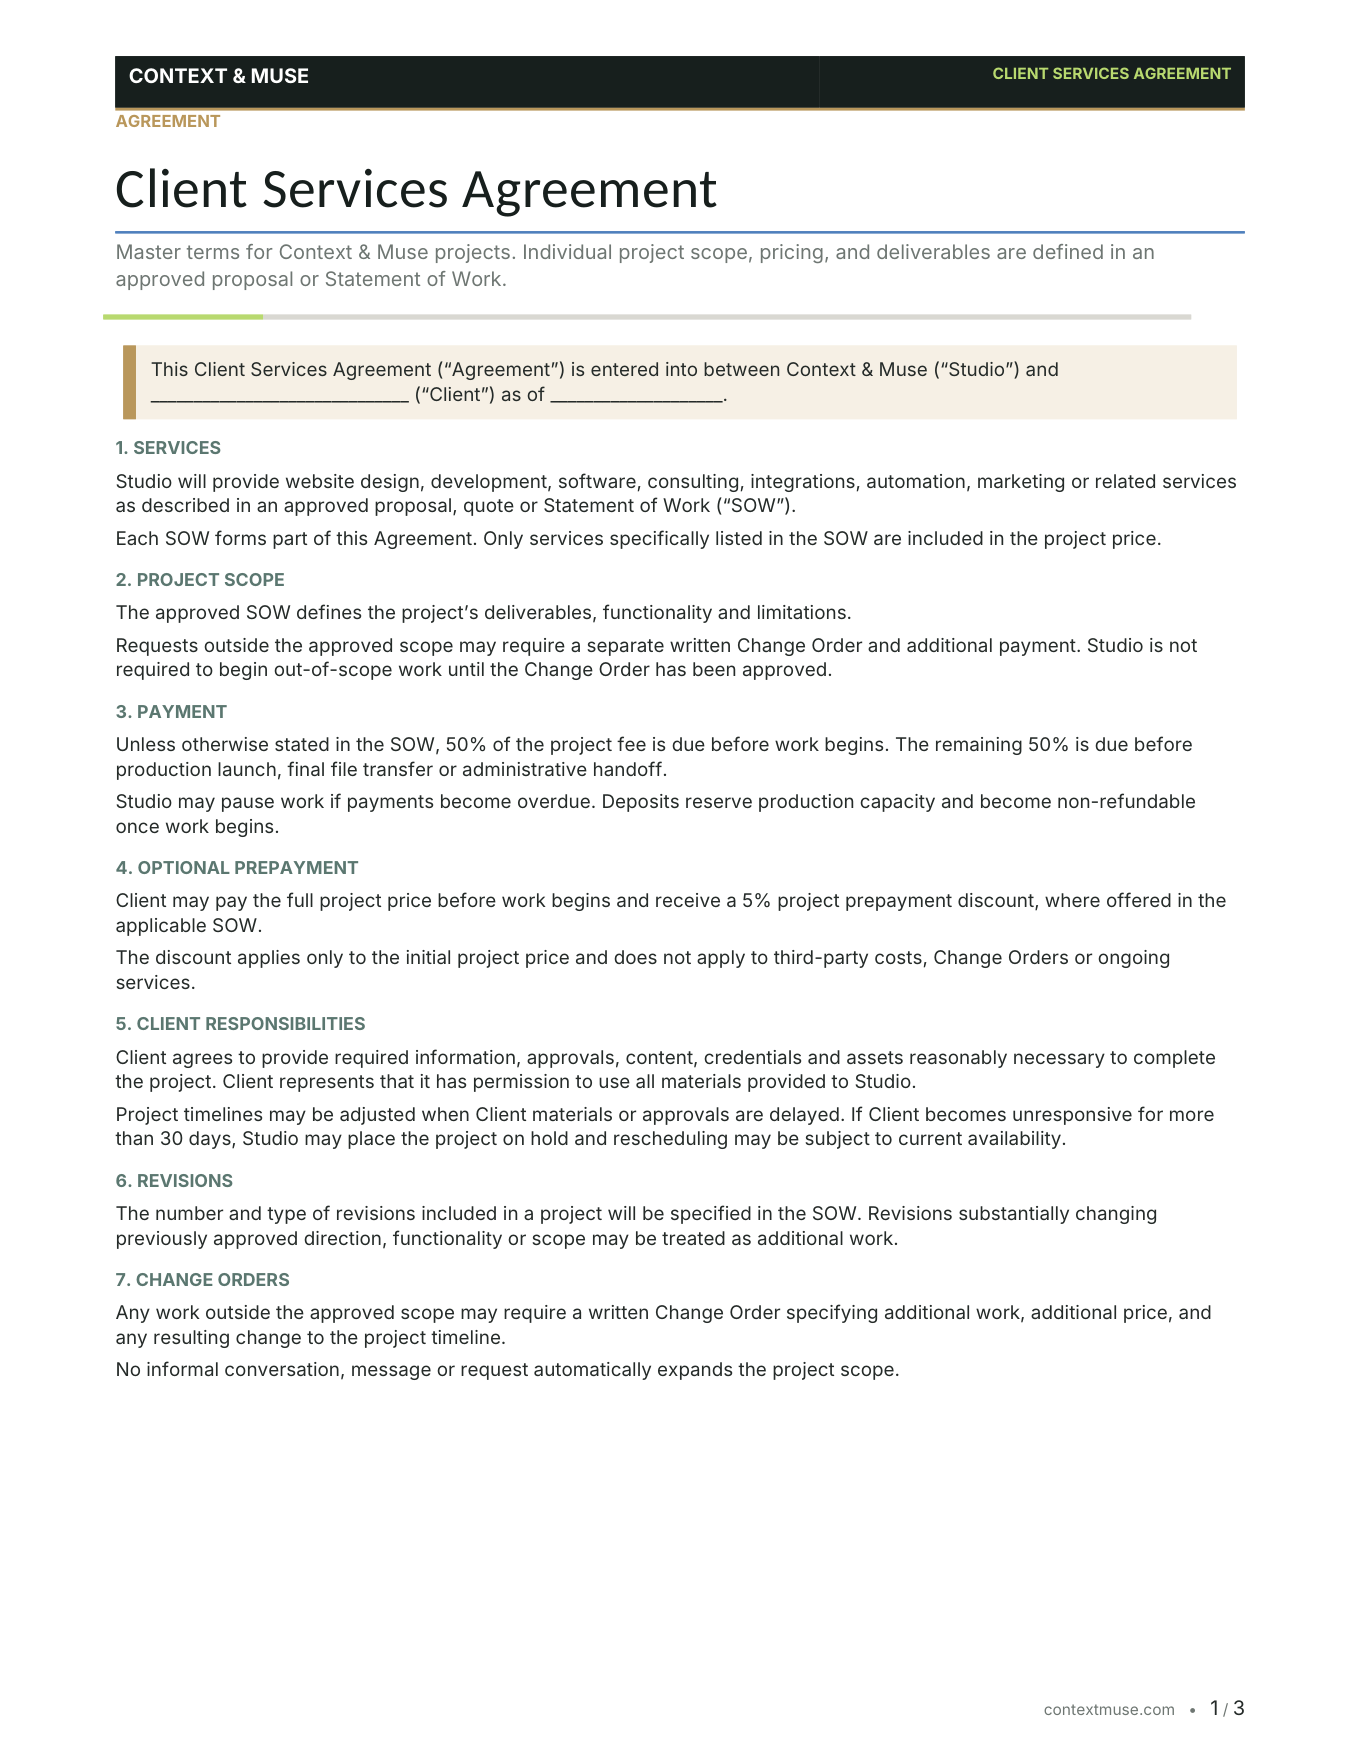 CONTEXT & MUSE
CLIENT SERVICES AGREEMENT
AGREEMENT
Client Services Agreement
Master terms for Context & Muse projects. Individual project scope, pricing, and deliverables are defined in an
approved proposal or Statement of Work.
This Client Services Agreement (“Agreement”) is entered into between Context & Muse (“Studio”) and
______________________________ (“Client”) as of ____________________.
1. SERVICES
Studio will provide website design, development, software, consulting, integrations, automation, marketing or related services
as described in an approved proposal, quote or Statement of Work (“SOW”).
Each SOW forms part of this Agreement. Only services specifically listed in the SOW are included in the project price.
2. PROJECT SCOPE
The approved SOW defines the project’s deliverables, functionality and limitations.
Requests outside the approved scope may require a separate written Change Order and additional payment. Studio is not
required to begin out-of-scope work until the Change Order has been approved.
3. PAYMENT
Unless otherwise stated in the SOW, 50% of the project fee is due before work begins. The remaining 50% is due before
production launch, final file transfer or administrative handoff.
Studio may pause work if payments become overdue. Deposits reserve production capacity and become non-refundable
once work begins.
4. OPTIONAL PREPAYMENT
Client may pay the full project price before work begins and receive a 5% project prepayment discount, where offered in the
applicable SOW.
The discount applies only to the initial project price and does not apply to third-party costs, Change Orders or ongoing
services.
5. CLIENT RESPONSIBILITIES
Client agrees to provide required information, approvals, content, credentials and assets reasonably necessary to complete
the project. Client represents that it has permission to use all materials provided to Studio.
Project timelines may be adjusted when Client materials or approvals are delayed. If Client becomes unresponsive for more
than 30 days, Studio may place the project on hold and rescheduling may be subject to current availability.
6. REVISIONS
The number and type of revisions included in a project will be specified in the SOW. Revisions substantially changing
previously approved direction, functionality or scope may be treated as additional work.
7. CHANGE ORDERS
Any work outside the approved scope may require a written Change Order specifying additional work, additional price, and
any resulting change to the project timeline.
No informal conversation, message or request automatically expands the project scope.
contextmuse.com • 1 / 3